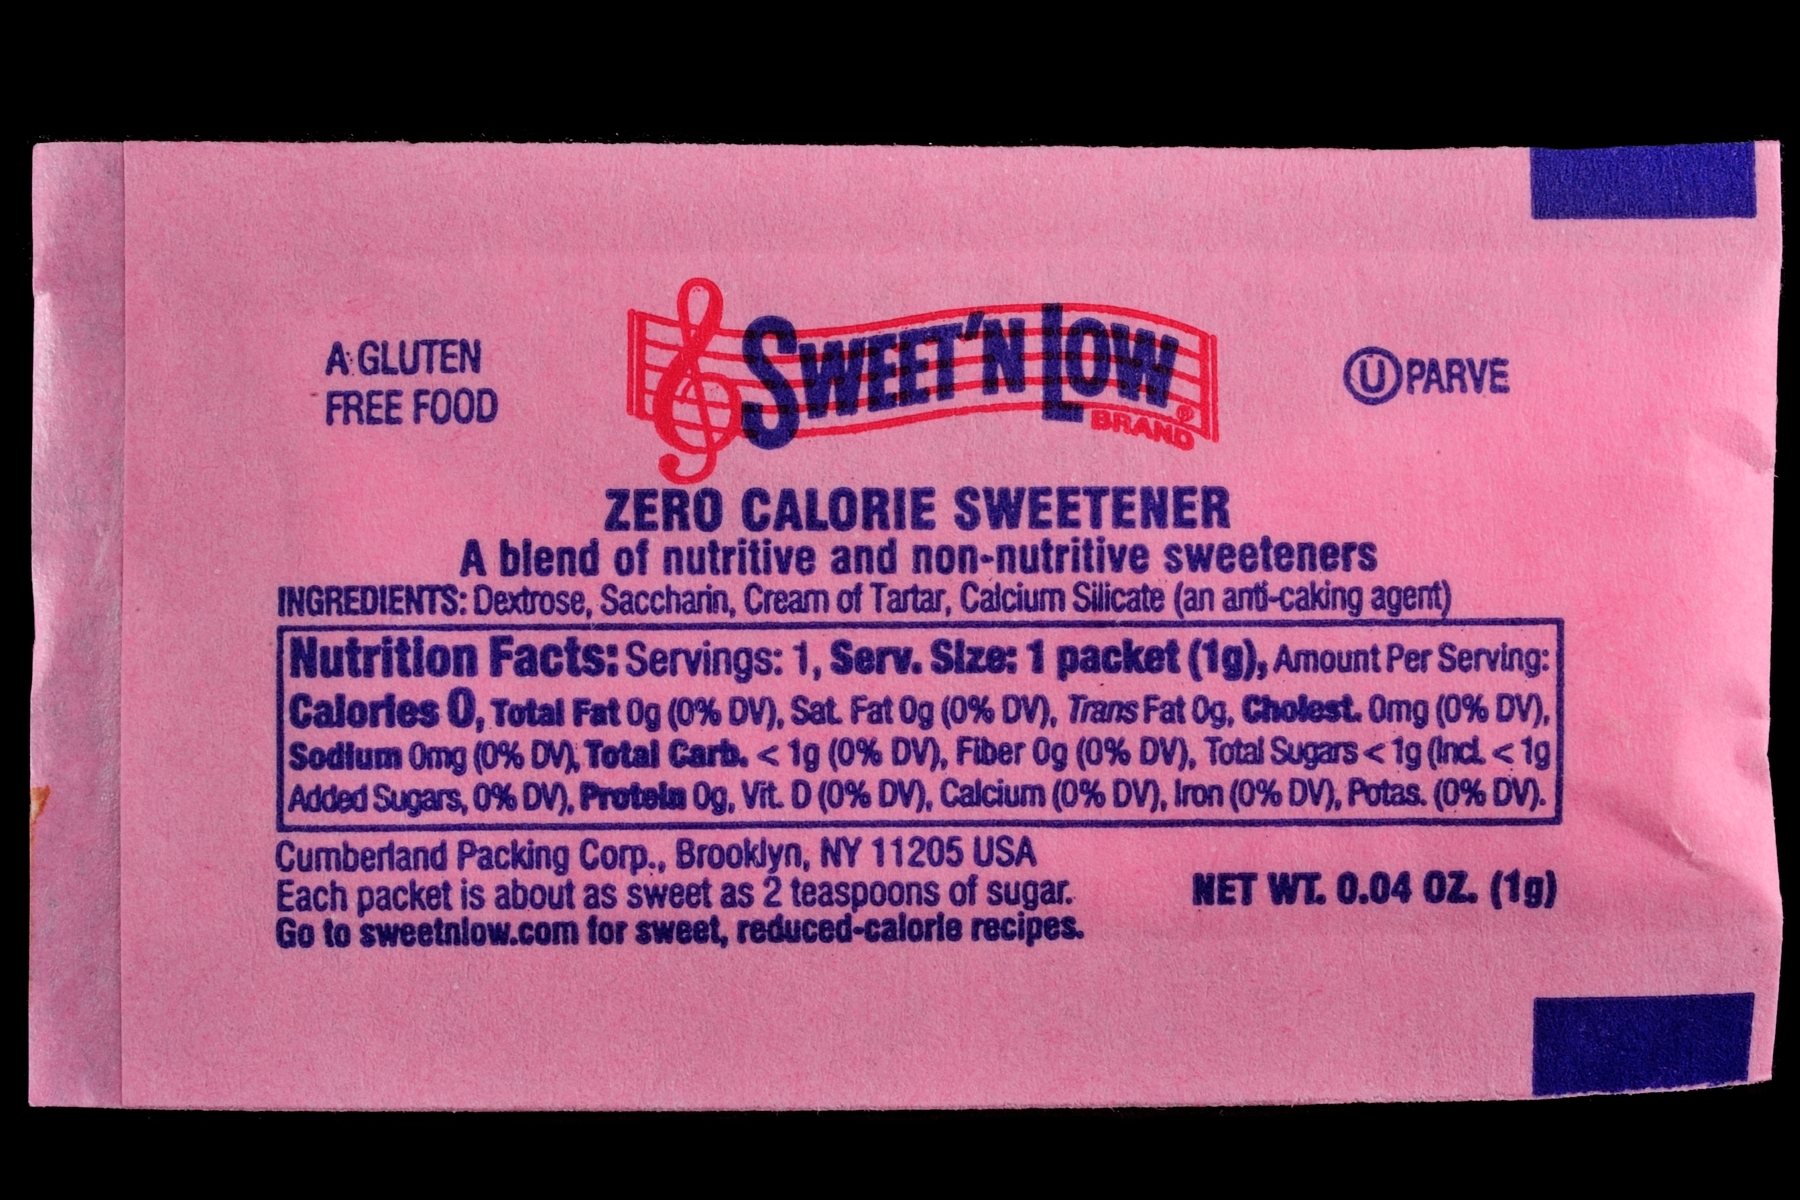 A GLUTEN
FREE FOOD
SWEET'N LOW®
BRAND
Ⓤ PARVE
ZERO CALORIE SWEETENER
A blend of nutritive and non-nutritive sweeteners
INGREDIENTS: Dextrose, Saccharin, Cream of Tartar, Calcium Silicate (an anti-caking agent)
Nutrition Facts: Servings: 1, Serv. Size: 1 packet (1g), Amount Per Serving:
Calories 0, Total Fat 0g (0% DV), Sat. Fat 0g (0% DV), Trans Fat 0g, Cholest. 0mg (0% DV),
Sodium 0mg (0% DV), Total Carb. < 1g (0% DV), Fiber 0g (0% DV), Total Sugars < 1g (Incl. < 1g
Added Sugars, 0% DV), Protein 0g, Vit. D (0% DV), Calcium (0% DV), Iron (0% DV), Potas. (0% DV).
Cumberland Packing Corp., Brooklyn, NY 11205 USA
Each packet is about as sweet as 2 teaspoons of sugar.
Go to sweetnlow.com for sweet, reduced-calorie recipes.
NET WT. 0.04 OZ. (1g)